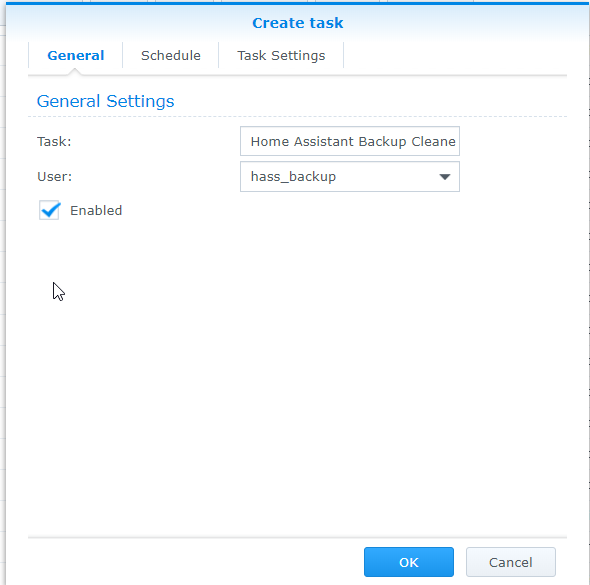 Create task
General Schedule Task Settings
General Settings
Task: Home Assistant Backup Cleane
User: hass_backup
Enabled
OK Cancel